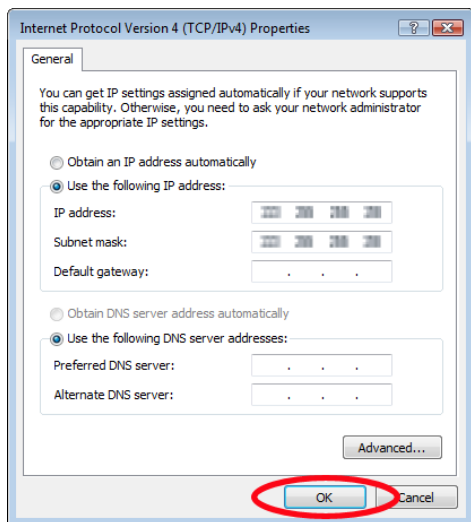 Internet Protocol Version 4 (TCP/IPv4) Properties
General
You can get IP settings assigned automatically if your network supports
this capability. Otherwise, you need to ask your network administrator
for the appropriate IP settings.
Obtain an IP address automatically
Use the following IP address:
IP address:
Subnet mask:
Default gateway:
Obtain DNS server address automatically
Use the following DNS server addresses:
Preferred DNS server:
Alternate DNS server:
Advanced...
OK Cancel